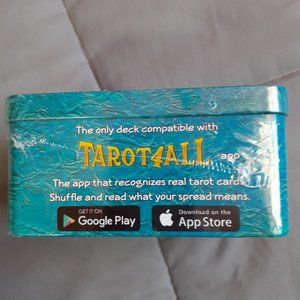 The only deck compatible with
TAROT4ALL app
The app that recognizes real tarot cards.
Shuffle and read what your spread means.
GET IT ON
Google Play
Download on the
App Store